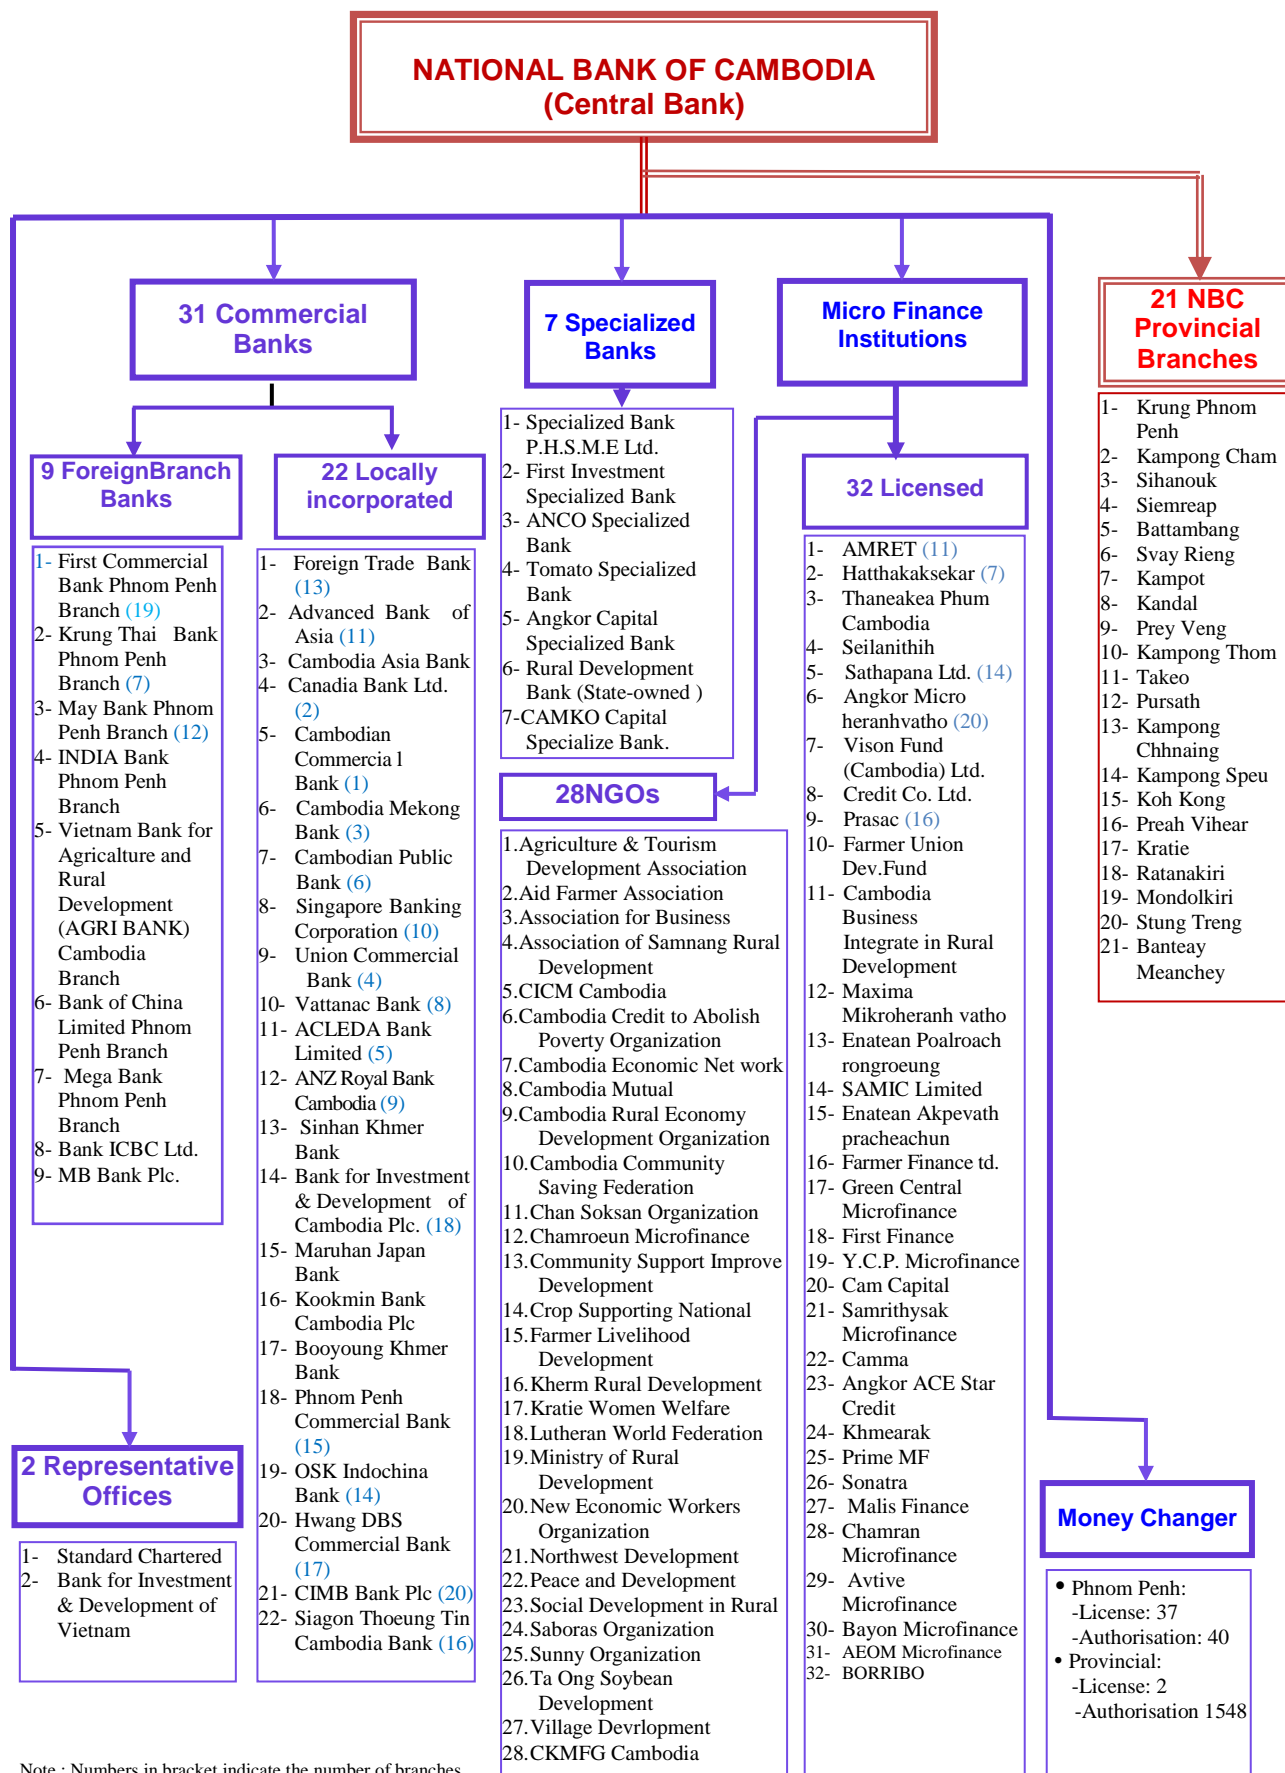 NATIONAL BANK OF CAMBODIA
(Central Bank)
31 Commercial
Banks
9 ForeignBranch
Banks
1- First Commercial
Bank Phnom Penh
Branch (19)
2- Krung Thai Bank
Phnom Penh
Branch (7)
3- May Bank Phnom
Penh Branch (12)
4- INDIA Bank
Phnom Penh
Branch
5- Vietnam Bank for
Agricalture and
Rural
Development
(AGRI BANK)
Cambodia
Branch
6- Bank of China
Limited Phnom
Penh Branch
7- Mega Bank
Phnom Penh
Branch
8- Bank ICBC Ltd.
9- MB Bank Plc.
22 Locally
incorporated
1- Foreign Trade Bank
(13)
2- Advanced Bank of
Asia (11)
3- Cambodia Asia Bank
4- Canadia Bank Ltd.
(2)
5- Cambodian
Commercia l
Bank (1)
6- Cambodia Mekong
Bank (3)
7- Cambodian Public
Bank (6)
8- Singapore Banking
Corporation (10)
9- Union Commercial
Bank (4)
10- Vattanac Bank (8)
11- ACLEDA Bank
Limited (5)
12- ANZ Royal Bank
Cambodia (9)
13- Sinhan Khmer
Bank
14- Bank for Investment
& Development of
Cambodia Plc. (18)
15- Maruhan Japan
Bank
16- Kookmin Bank
Cambodia Plc
17- Booyoung Khmer
Bank
18- Phnom Penh
Commercial Bank
(15)
19- OSK Indochina
Bank (14)
20- Hwang DBS
Commercial Bank
(17)
21- CIMB Bank Plc (20)
22- Siagon Thoeung Tin
Cambodia Bank (16)
7 Specialized
Banks
1- Specialized Bank
P.H.S.M.E Ltd.
2- First Investment
Specialized Bank
3- ANCO Specialized
Bank
4- Tomato Specialized
Bank
5- Angkor Capital
Specialized Bank
6- Rural Development
Bank (State-owned )
7-CAMKO Capital
Specialize Bank.
Micro Finance
Institutions
28NGOs
1.Agriculture & Tourism
Development Association
2.Aid Farmer Association
3.Association for Business
4.Association of Samnang Rural
Development
5.CICM Cambodia
6.Cambodia Credit to Abolish
Poverty Organization
7.Cambodia Economic Net work
8.Cambodia Mutual
9.Cambodia Rural Economy
Development Organization
10.Cambodia Community
Saving Federation
11.Chan Soksan Organization
12.Chamroeun Microfinance
13.Community Support Improve
Development
14.Crop Supporting National
15.Farmer Livelihood
Development
16.Kherm Rural Development
17.Kratie Women Welfare
18.Lutheran World Federation
19.Ministry of Rural
Development
20.New Economic Workers
Organization
21.Northwest Development
22.Peace and Development
23.Social Development in Rural
24.Saboras Organization
25.Sunny Organization
26.Ta Ong Soybean
Development
27.Village Devrlopment
28.CKMFG Cambodia
32 Licensed
1- AMRET (11)
2- Hatthakaksekar (7)
3- Thaneakea Phum
Cambodia
4- Seilanithih
5- Sathapana Ltd. (14)
6- Angkor Micro
heranhvatho (20)
7- Vison Fund
(Cambodia) Ltd.
8- Credit Co. Ltd.
9- Prasac (16)
10- Farmer Union
Dev.Fund
11- Cambodia
Business
Integrate in Rural
Development
12- Maxima
Mikroheranh vatho
13- Enatean Poalroach
rongroeung
14- SAMIC Limited
15- Enatean Akpevath
pracheachun
16- Farmer Finance td.
17- Green Central
Microfinance
18- First Finance
19- Y.C.P. Microfinance
20- Cam Capital
21- Samrithysak
Microfinance
22- Camma
23- Angkor ACE Star
Credit
24- Khmearak
25- Prime MF
26- Sonatra
27- Malis Finance
28- Chamran
Microfinance
29- Avtive
Microfinance
30- Bayon Microfinance
31- AEOM Microfinance
32- BORRIBO
21 NBC
Provincial
Branches
1- Krung Phnom
Penh
2- Kampong Cham
3- Sihanouk
4- Siemreap
5- Battambang
6- Svay Rieng
7- Kampot
8- Kandal
9- Prey Veng
10- Kampong Thom
11- Takeo
12- Pursath
13- Kampong
Chhnaing
14- Kampong Speu
15- Koh Kong
16- Preah Vihear
17- Kratie
18- Ratanakiri
19- Mondolkiri
20- Stung Treng
21- Banteay
Meanchey
2 Representative
Offices
1- Standard Chartered
2- Bank for Investment
& Development of
Vietnam
Money Changer
• Phnom Penh:
-License: 37
-Authorisation: 40
• Provincial:
-License: 2
-Authorisation 1548
Note : Numbers in bracket indicate the number of branches